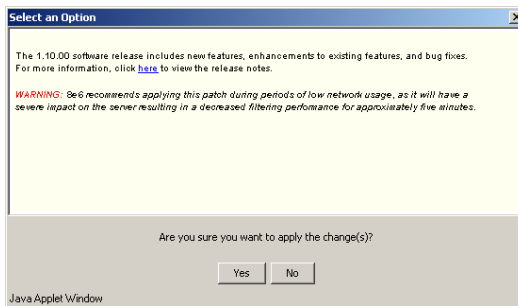 Select an Option
The 1.10.00 software release includes new features, enhancements to existing features, and bug fixes.
For more information, click here to view the release notes.
WARNING: 8e6 recommends applying this patch during periods of low network usage, as it will have a
severe impact on the server resulting in a decreased filtering performance for approximately five minutes.
Are you sure you want to apply the change(s)?
Yes No
Java Applet Window